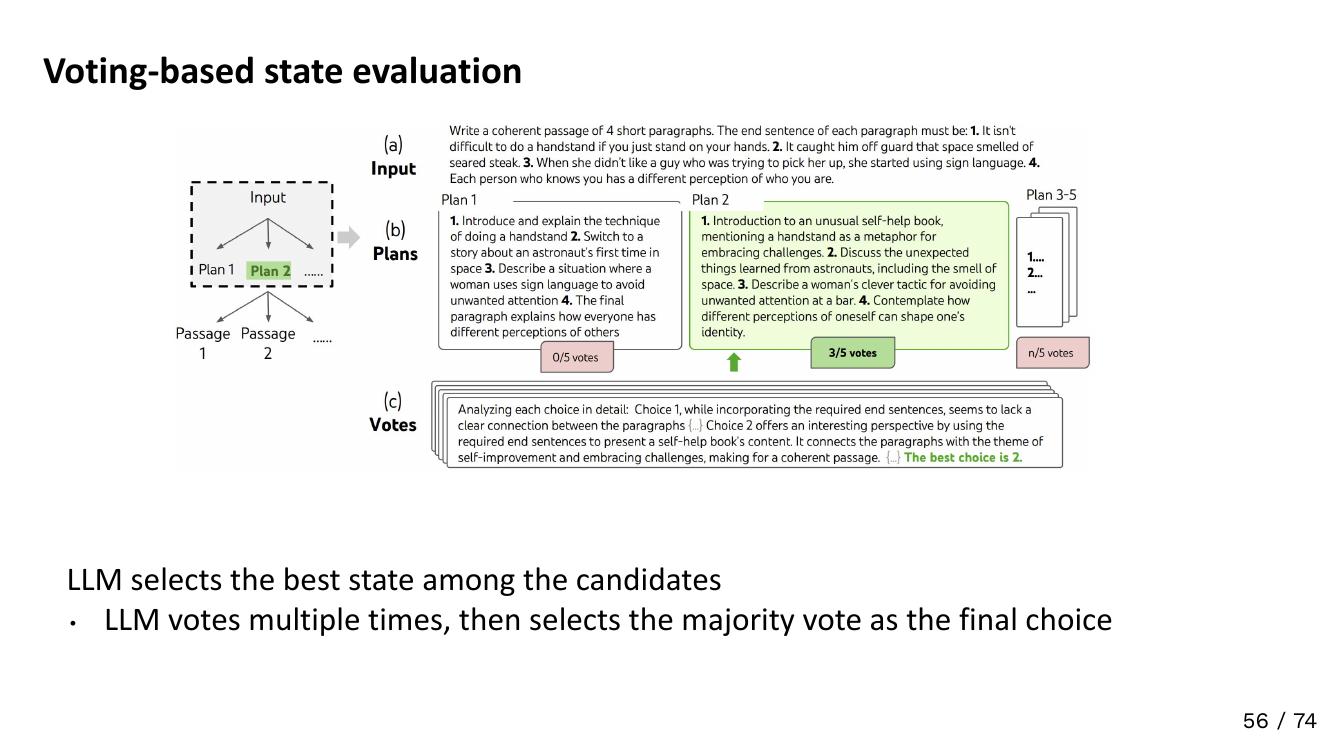 Voting-based state evaluation
(a)
Input
Write a coherent passage of 4 short paragraphs. The end sentence of each paragraph must be: 1. It isn't
difficult to do a handstand if you just stand on your hands. 2. It caught him off guard that space smelled of
seared steak. 3. When she didn't like a guy who was trying to pick her up, she started using sign language. 4.
Each person who knows you has a different perception of who you are.
Input
Plan 1 Plan 2 ......
Passage 1
Passage 2
......
(b)
Plans
Plan 1
1. Introduce and explain the technique
of doing a handstand 2. Switch to a
story about an astronaut's first time in
space 3. Describe a situation where a
woman uses sign language to avoid
unwanted attention 4. The final
paragraph explains how everyone has
different perceptions of others
0/5 votes
Plan 2
1. Introduction to an unusual self-help book,
mentioning a handstand as a metaphor for
embracing challenges. 2. Discuss the unexpected
things learned from astronauts, including the smell of
space. 3. Describe a woman's clever tactic for avoiding
unwanted attention at a bar. 4. Contemplate how
different perceptions of oneself can shape one's
identity.
3/5 votes
Plan 3-5
1....
2...
...
n/5 votes
(c)
Votes
Analyzing each choice in detail: Choice 1, while incorporating the required end sentences, seems to lack a
clear connection between the paragraphs {...} Choice 2 offers an interesting perspective by using the
required end sentences to present a self-help book's content. It connects the paragraphs with the theme of
self-improvement and embracing challenges, making for a coherent passage. {...} The best choice is 2.
LLM selects the best state among the candidates
• LLM votes multiple times, then selects the majority vote as the final choice
56 / 74